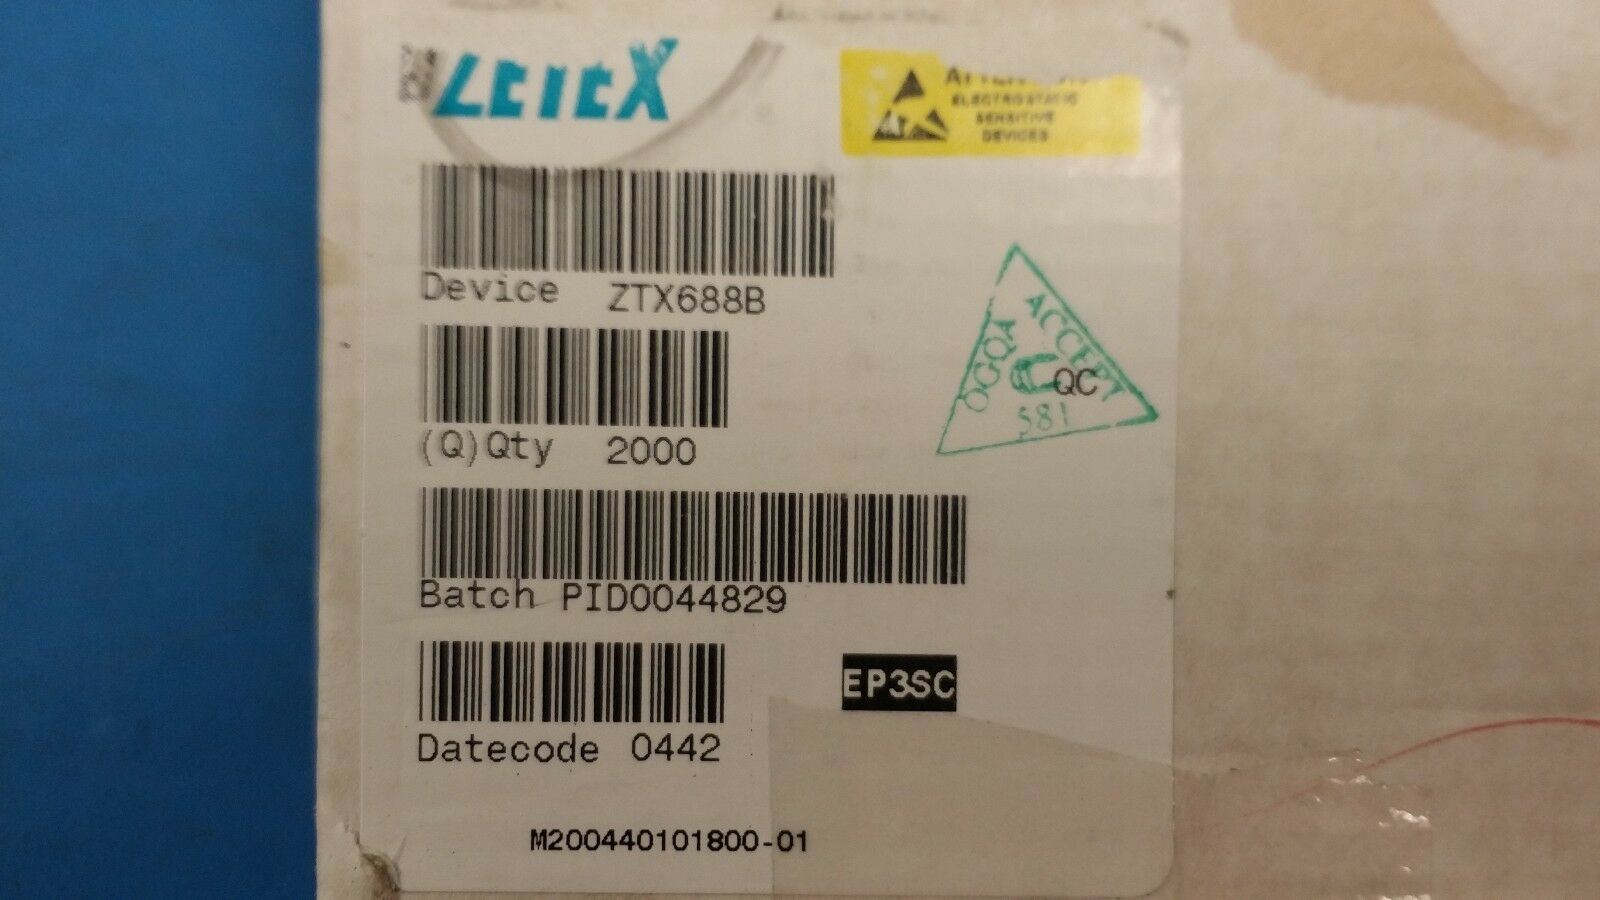 ZETEX
ELECTROSTATIC
SENSITIVE
DEVICES
Device ZTX688B
(Q)Qty 2000
OGQA ACCEPT
QC
581
Batch PID0044829
EP3SC
Datecode 0442
M200440101800-01